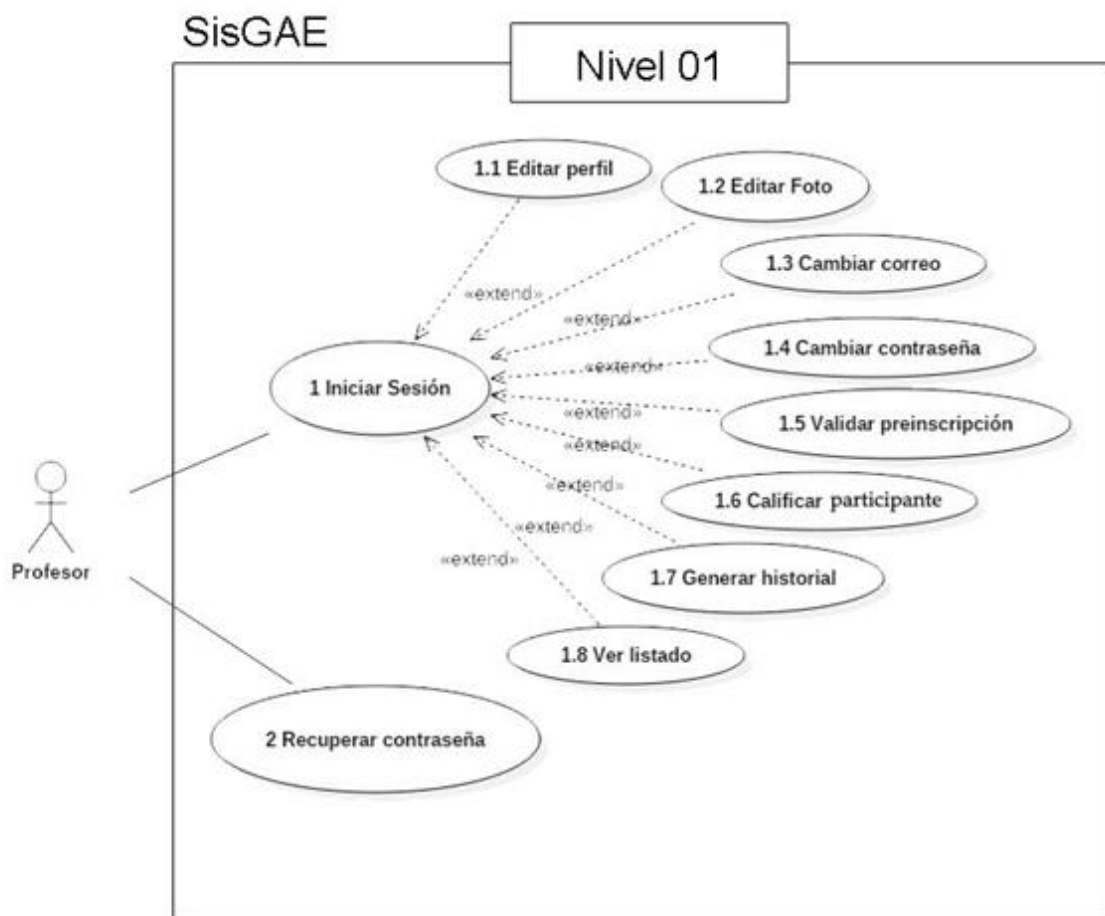 SisGAE
Nivel 01
1.1 Editar perfil
1.2 Editar Foto
1.3 Cambiar correo
«extend»
«extend»
1.4 Cambiar contraseña
«extend»
1 Iniciar Sesión
«extend»
1.5 Validar preinscripción
«extend»
«extend»
1.6 Calificar participante
«extend»
«extend»
Profesor
1.7 Generar historial
1.8 Ver listado
2 Recuperar contraseña